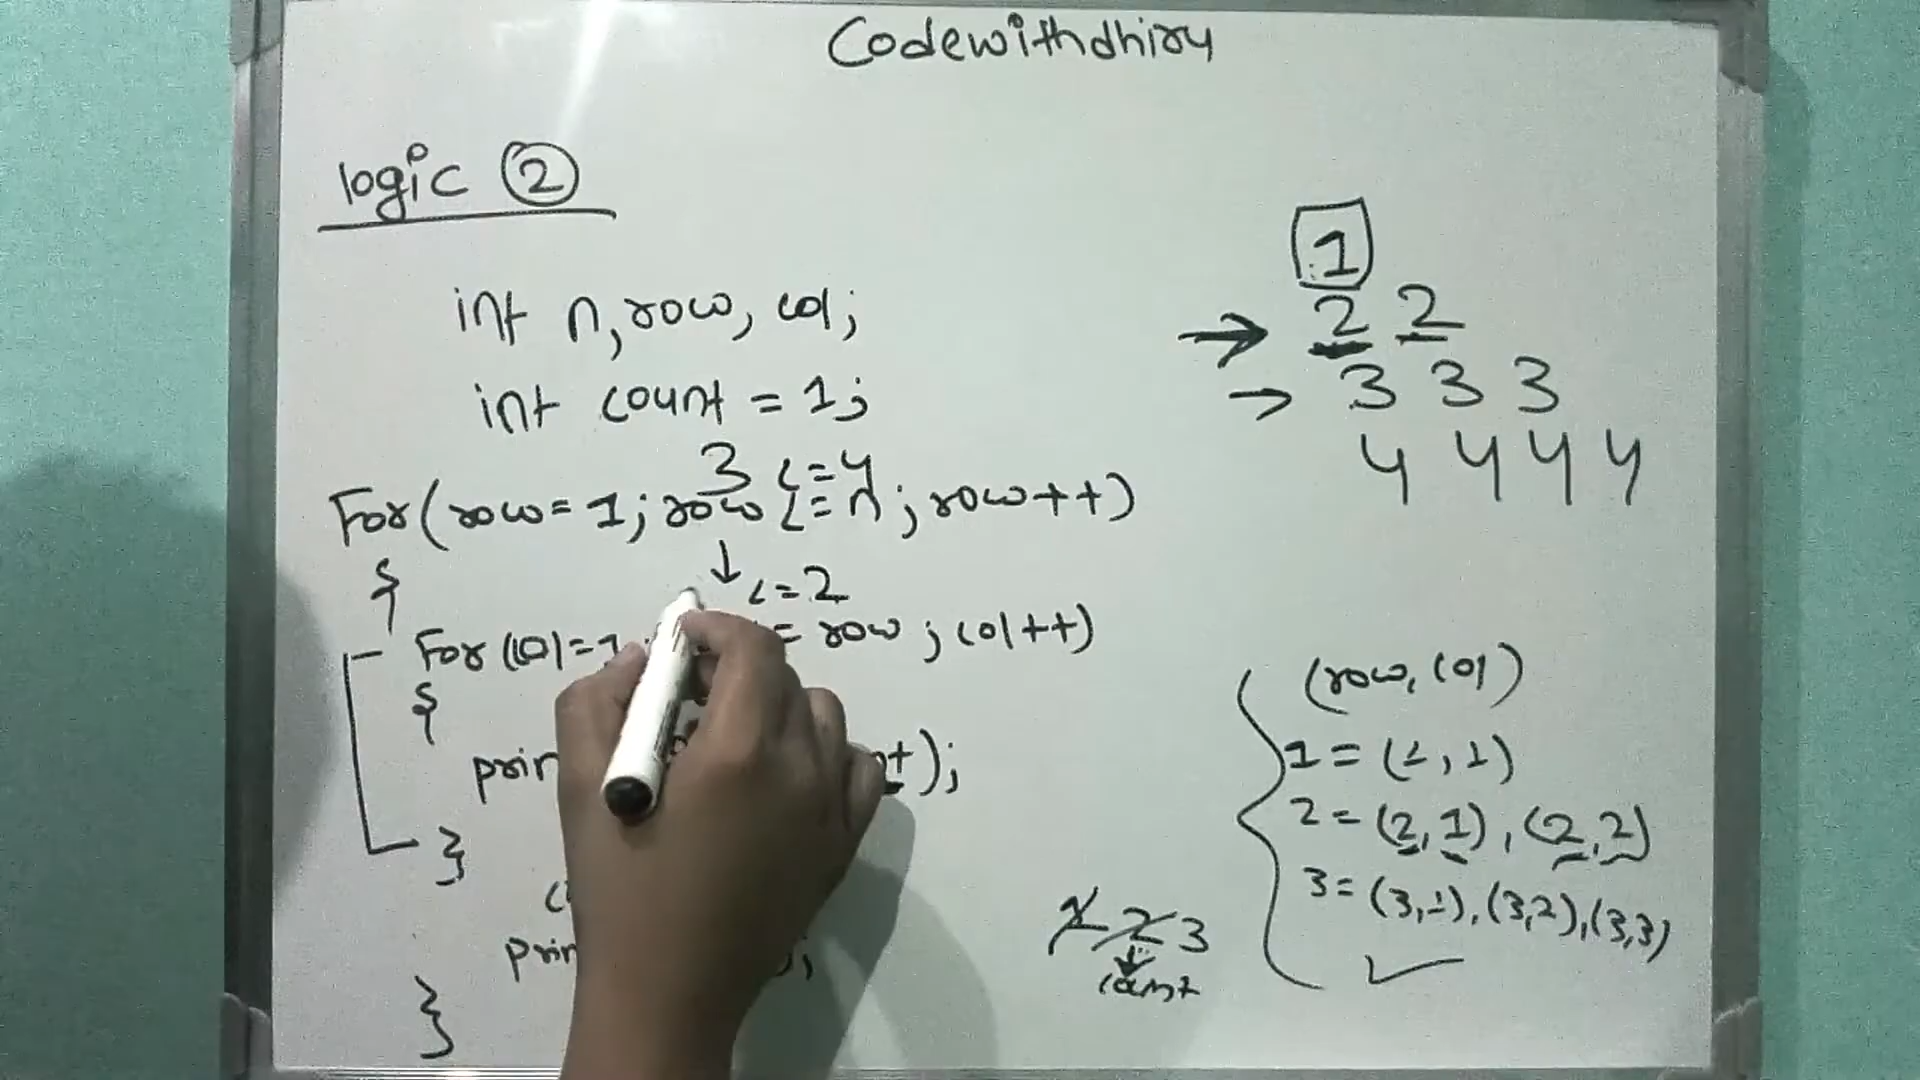 Codewithdhiru
logic ②
int n, row, col;
int count = 1;
3 <= 4
For(row = 1; row <= n; row++)
{
↓ <= 2
For(col=1; <= row; col++)
{
);
}
}
1
→ 2 2
→ 3 3 3
4 4 4 4
(row, col)
1 = (1, 1)
2 = (2, 1), (2, 2)
3 = (3, 1), (3, 2), (3, 3)
1 2 3
↓
count